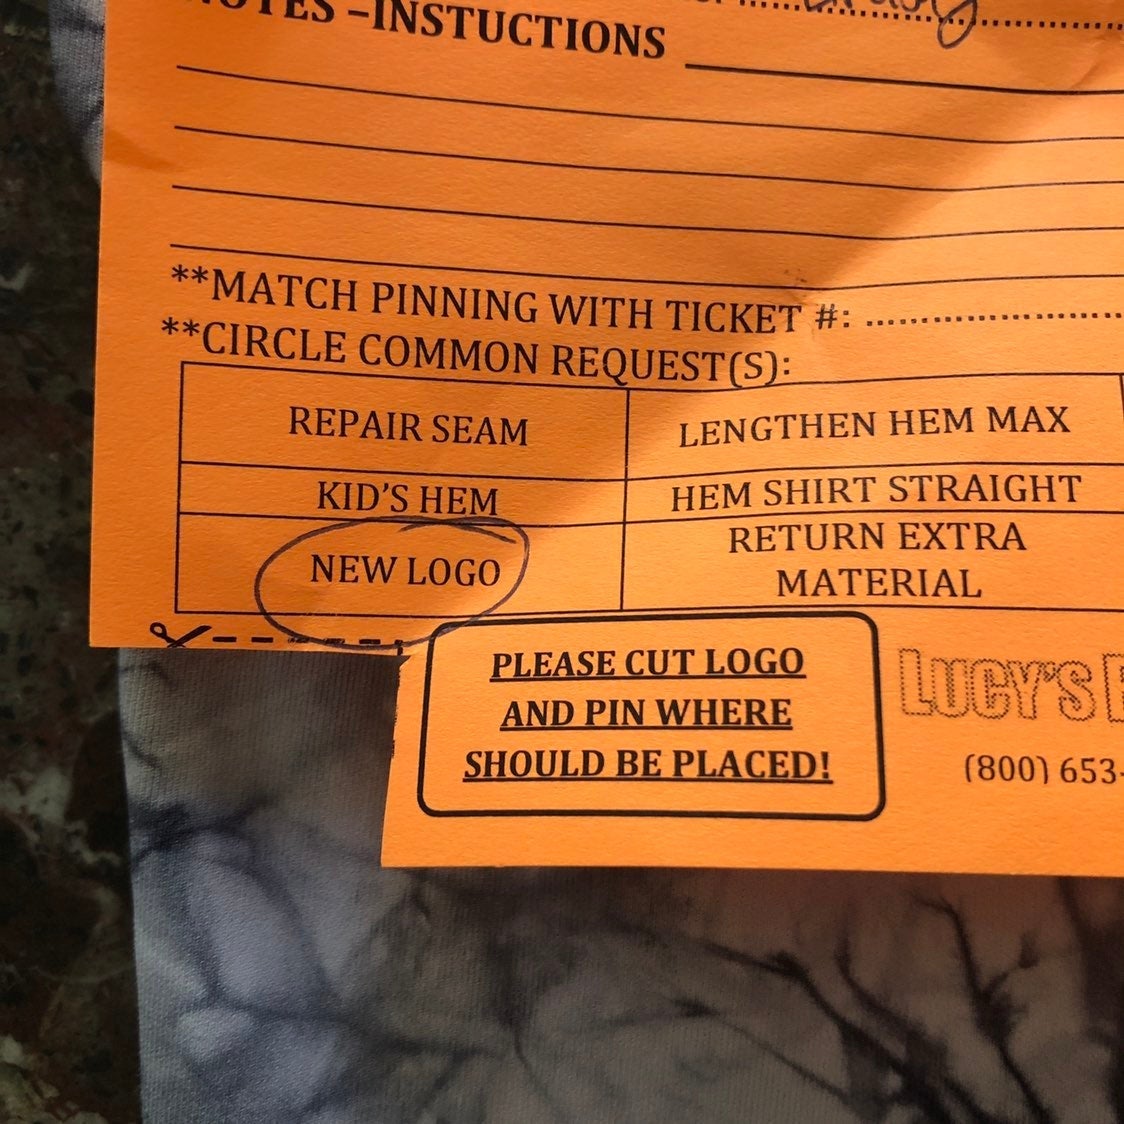 NOTES –INSTUCTIONS
**MATCH PINNING WITH TICKET #:
**CIRCLE COMMON REQUEST(S):
REPAIR SEAM LENGTHEN HEM MAX
KID'S HEM HEM SHIRT STRAIGHT
NEW LOGO RETURN EXTRA
MATERIAL
PLEASE CUT LOGO
AND PIN WHERE
SHOULD BE PLACED!
LUCY'S
(800) 653-